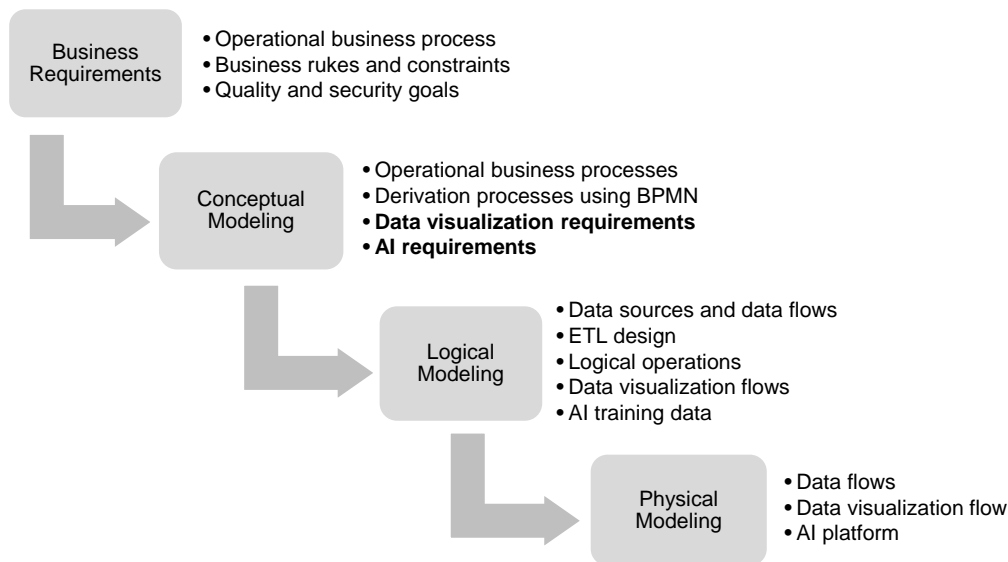 Business
Requirements
• Operational business process
• Business rukes and constraints
• Quality and security goals
Conceptual
Modeling
• Operational business processes
• Derivation processes using BPMN
• Data visualization requirements
• AI requirements
Logical
Modeling
• Data sources and data flows
• ETL design
• Logical operations
• Data visualization flows
• AI training data
Physical
Modeling
• Data flows
• Data visualization flow
• AI platform